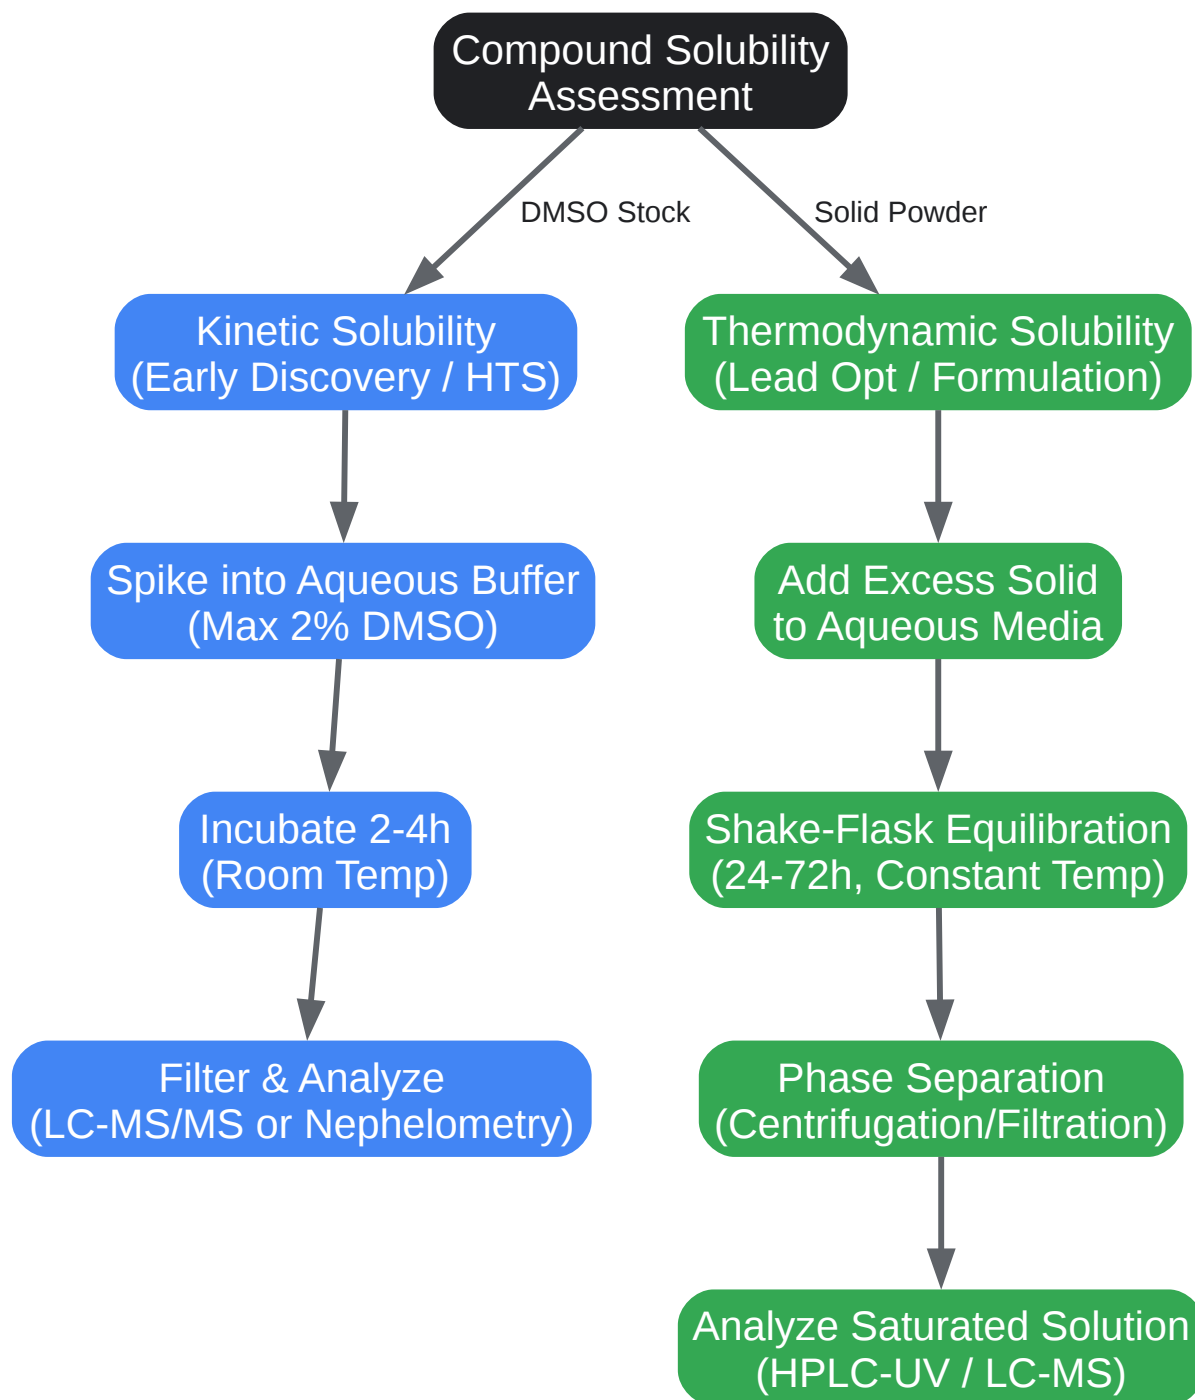 Compound Solubility
Assessment
DMSO Stock
Solid Powder
Kinetic Solubility
(Early Discovery / HTS)
Thermodynamic Solubility
(Lead Opt / Formulation)
Spike into Aqueous Buffer
(Max 2% DMSO)
Add Excess Solid
to Aqueous Media
Incubate 2-4h
(Room Temp)
Shake-Flask Equilibration
(24-72h, Constant Temp)
Filter & Analyze
(LC-MS/MS or Nephelometry)
Phase Separation
(Centrifugation/Filtration)
Analyze Saturated Solution
(HPLC-UV / LC-MS)